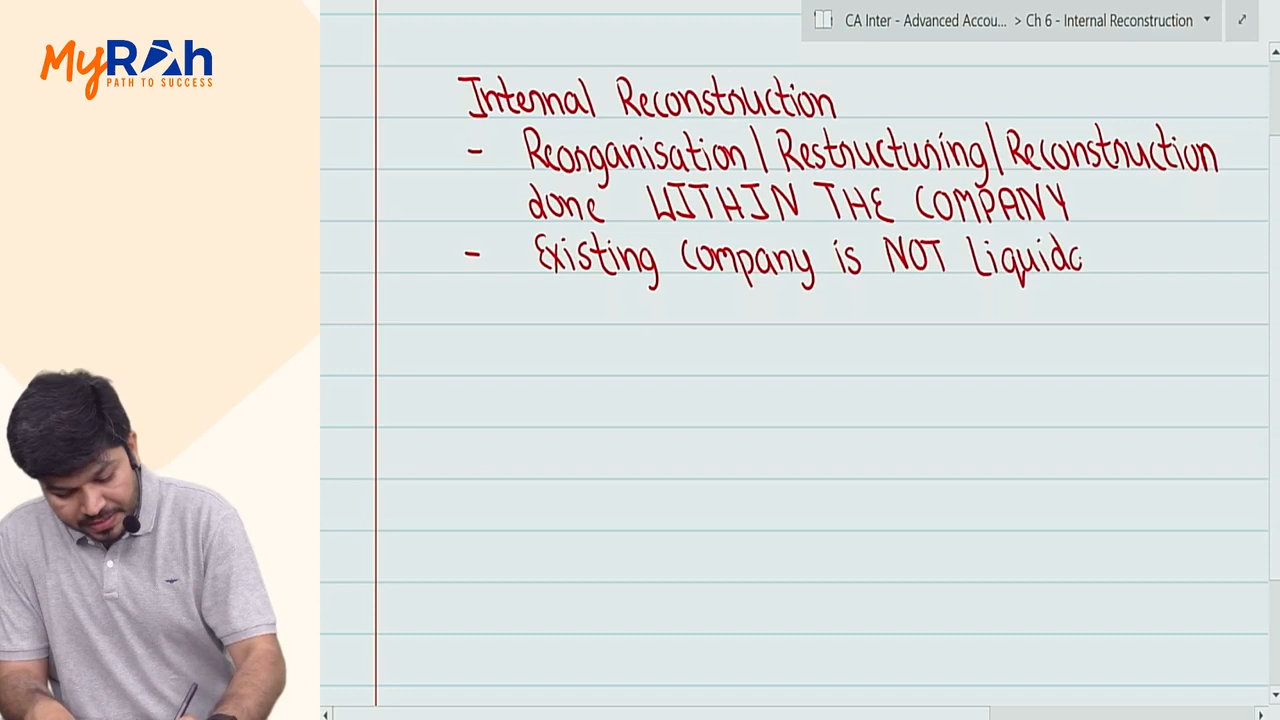 MyRAh
PATH TO SUCCESS
CA Inter - Advanced Accou... > Ch 6 - Internal Reconstruction
Internal Reconstruction
- Reorganisation / Restructuring / Reconstruction
done WITHIN THE COMPANY
- Existing company is NOT Liquida